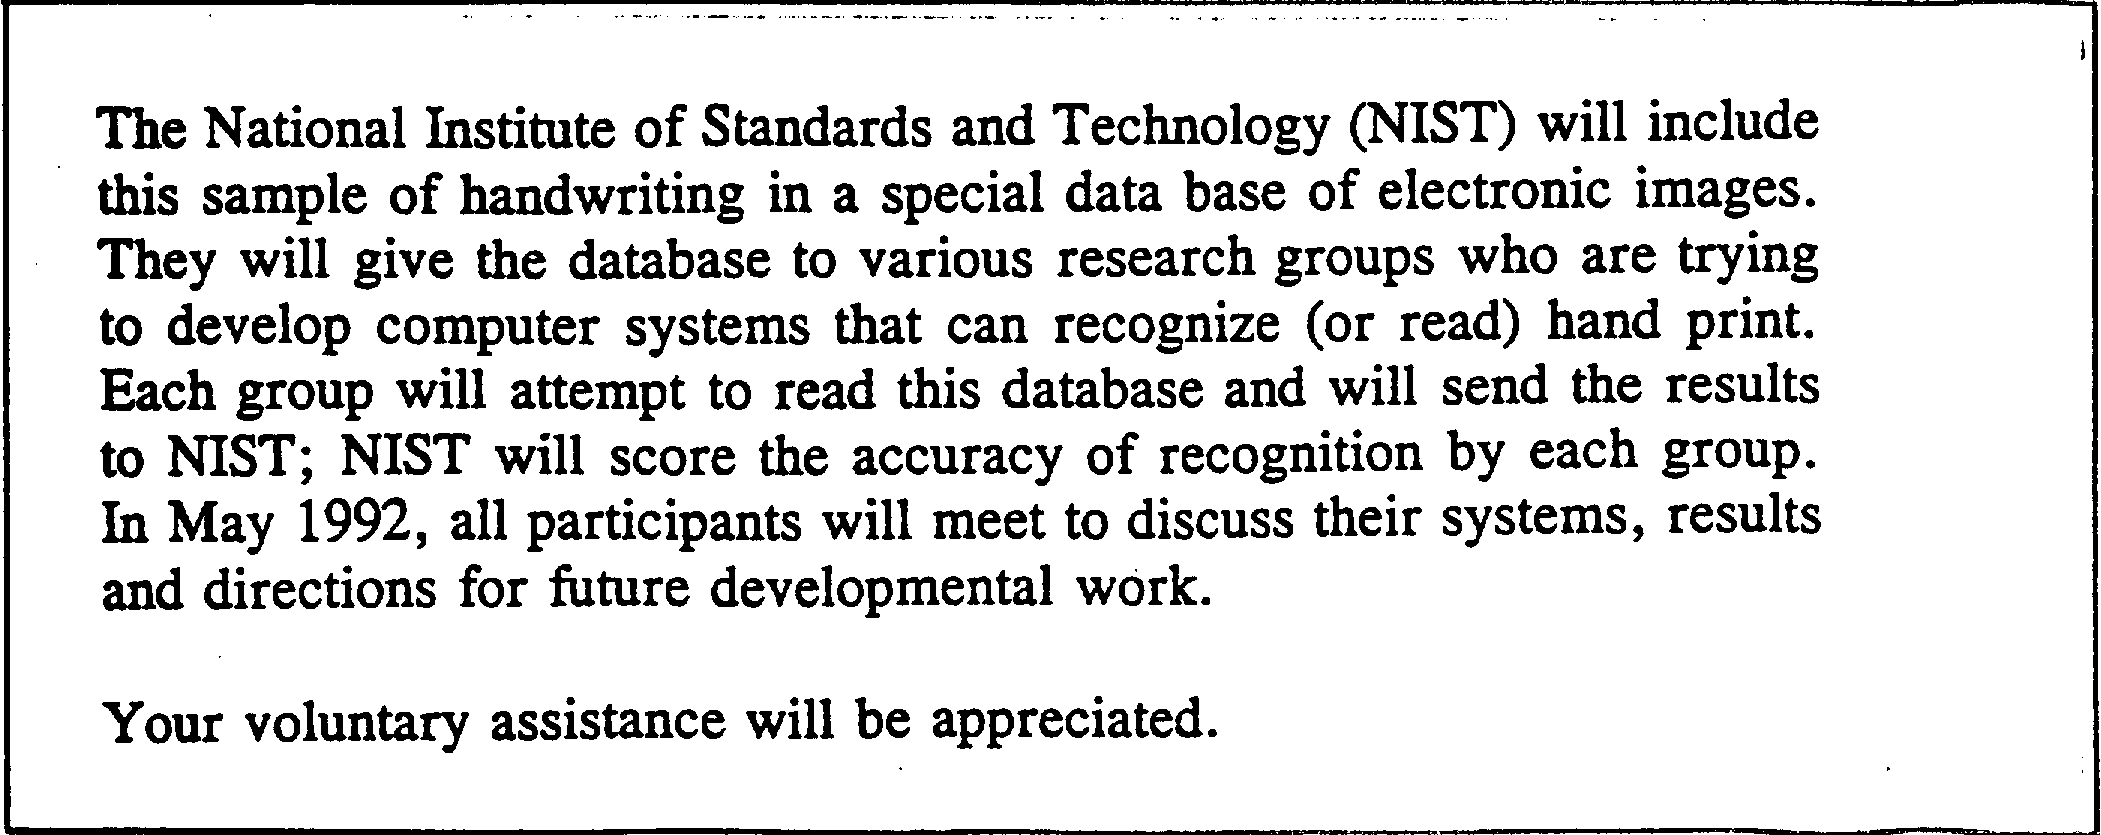 The National Institute of Standards and Technology (NIST) will include
this sample of handwriting in a special data base of electronic images.
They will give the database to various research groups who are trying
to develop computer systems that can recognize (or read) hand print.
Each group will attempt to read this database and will send the results
to NIST; NIST will score the accuracy of recognition by each group.
In May 1992, all participants will meet to discuss their systems, results
and directions for future developmental work.
Your voluntary assistance will be appreciated.